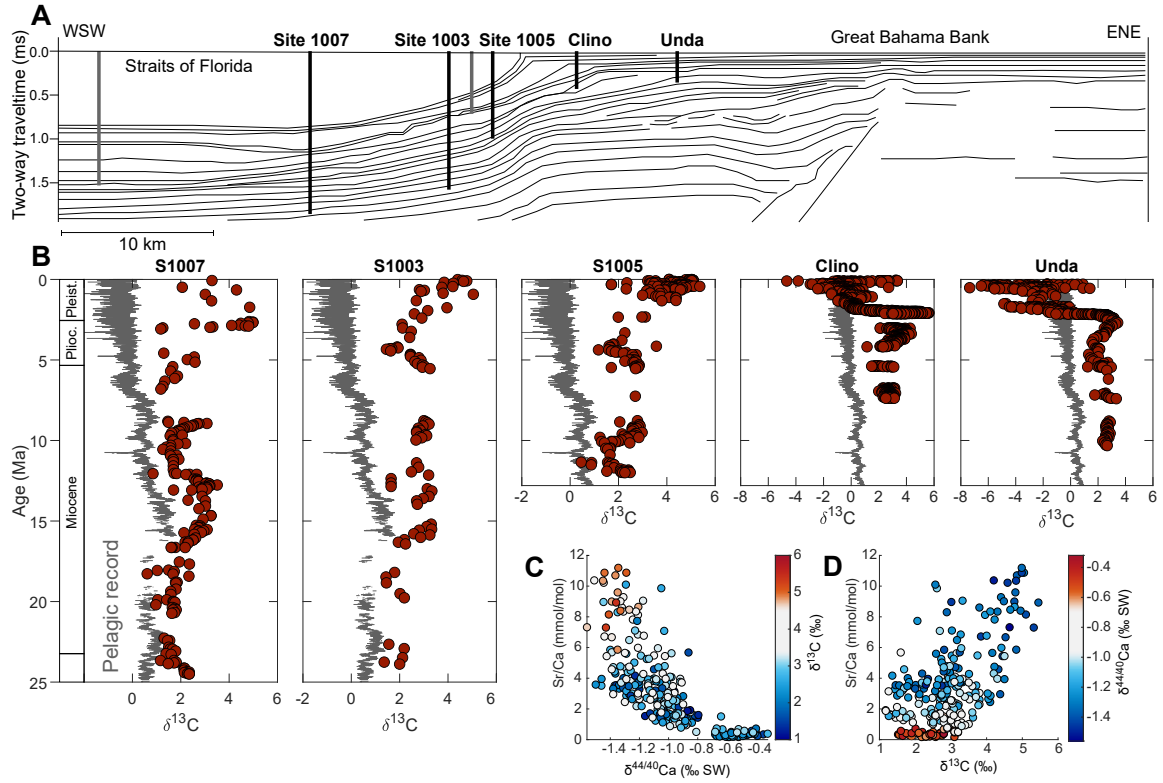 A
WSW
Site 1007
Site 1003
Site 1005
Clino
Unda
Great Bahama Bank
ENE
Straits of Florida
Two-way traveltime (ms)
0.0
0.5
1.0
1.5
10 km
B
S1007
S1003
S1005
Clino
Unda
Age (Ma)
0
5
10
15
20
25
Pleist.
Plioc.
Miocene
Pelagic record
0 2 4 6
δ13C
0 2 4 6
δ13C
-2 0 2 4 6
δ13C
-6 -4 -2 0 2 4 6
δ13C
-8 -6 -4 -2 0 2 4 6
δ13C
C
Sr/Ca (mmol/mol)
12
10
8
6
4
2
0
-1.4 -1.2 -1.0 -0.8 -0.6 -0.4
δ44/40Ca (‰ SW)
6
5
4
3
2
1
δ13C (‰)
D
Sr/Ca (mmol/mol)
12
10
8
6
4
2
0
1 2 3 4 5 6
δ13C (‰)
-0.4
-0.6
-0.8
-1.0
-1.2
-1.4
δ44/40Ca (‰ SW)